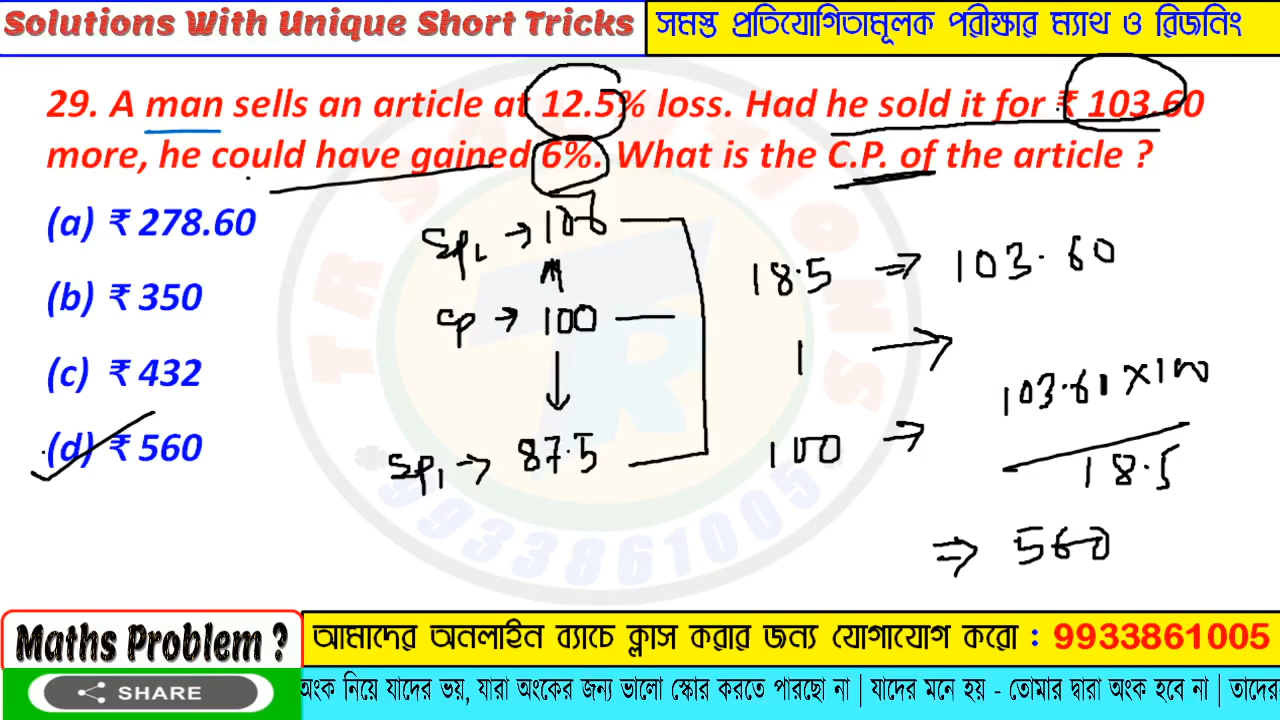 Solutions With Unique Short Tricks
সমস্ত প্রতিযোগিতামূলক পরীক্ষার ম্যাথ ও রিজনিং
29. A man sells an article at 12.5% loss. Had he sold it for ₹ 103.60
more, he could have gained 6%. What is the C.P. of the article ?
(a) ₹ 278.60
(b) ₹ 350
(c) ₹ 432
(d) ₹ 560
SP₂ → 106
CP → 100
SP₁ → 87.5
18.5 ⇒ 103.60
1 →
100 → 103.60 × 100
18.5
⇒ 560
TR SOLUTIONS
TR
*9933861005*
Maths Problem ?
আমাদের অনলাইন ব্যাচে ক্লাস করার জন্য যোগাযোগ করো : 9933861005
SHARE
অংক নিয়ে যাদের ভয়, যারা অংকের জন্য ভালো স্কোর করতে পারছো না | যাদের মনে হয় - তোমার দ্বারা অংক হবে না | তাদের